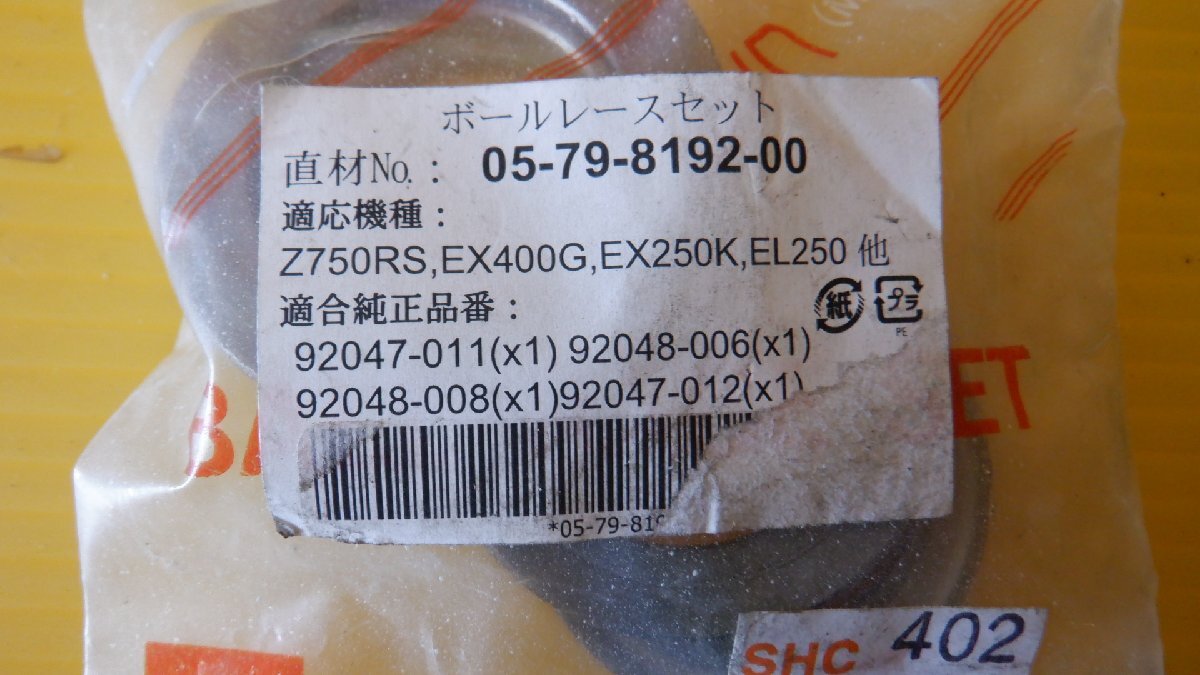 ボールレースセット
直材No. : 05-79-8192-00
適応機種 :
Z750RS,EX400G,EX250K,EL250 他
適合純正品番 :
紙 プラ
PE
92047-011(x1) 92048-006(x1)
92048-008(x1)92047-012(x1)
*05-79-819
SHC 402